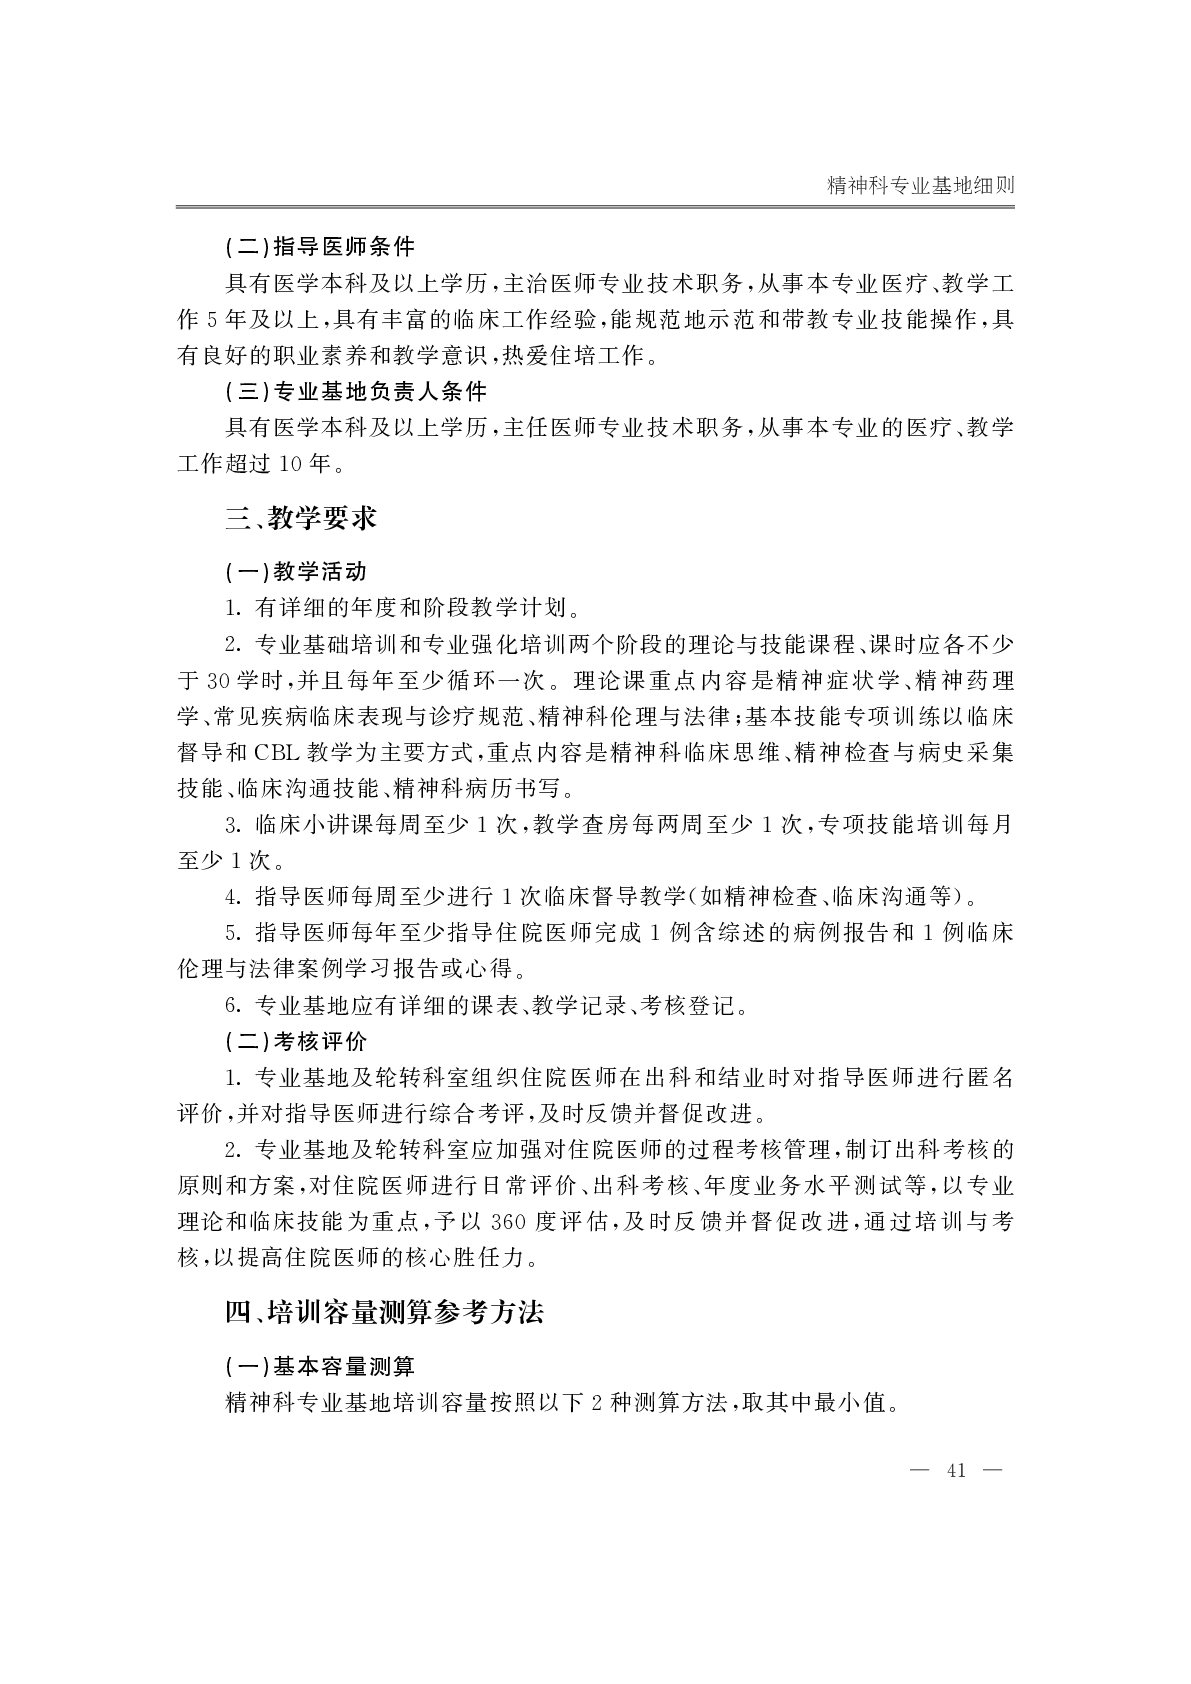 精神科专业基地细则
(二)指导医师条件
具有医学本科及以上学历,主治医师专业技术职务,从事本专业医疗、教学工
作 5 年及以上,具有丰富的临床工作经验,能规范地示范和带教专业技能操作,具
有良好的职业素养和教学意识,热爱住培工作。
(三)专业基地负责人条件
具有医学本科及以上学历,主任医师专业技术职务,从事本专业的医疗、教学
工作超过 10 年。
三、教学要求
(一)教学活动
1. 有详细的年度和阶段教学计划。
2. 专业基础培训和专业强化培训两个阶段的理论与技能课程、课时应各不少
于 30 学时,并且每年至少循环一次。理论课重点内容是精神症状学、精神药理
学、常见疾病临床表现与诊疗规范、精神科伦理与法律;基本技能专项训练以临床
督导和 CBL 教学为主要方式,重点内容是精神科临床思维、精神检查与病史采集
技能、临床沟通技能、精神科病历书写。
3. 临床小讲课每周至少 1 次,教学查房每两周至少 1 次,专项技能培训每月
至少 1 次。
4. 指导医师每周至少进行 1 次临床督导教学(如精神检查、临床沟通等)。
5. 指导医师每年至少指导住院医师完成 1 例含综述的病例报告和 1 例临床
伦理与法律案例学习报告或心得。
6. 专业基地应有详细的课表、教学记录、考核登记。
(二)考核评价
1. 专业基地及轮转科室组织住院医师在出科和结业时对指导医师进行匿名
评价,并对指导医师进行综合考评,及时反馈并督促改进。
2. 专业基地及轮转科室应加强对住院医师的过程考核管理,制订出科考核的
原则和方案,对住院医师进行日常评价、出科考核、年度业务水平测试等,以专业
理论和临床技能为重点,予以 360 度评估,及时反馈并督促改进,通过培训与考
核,以提高住院医师的核心胜任力。
四、培训容量测算参考方法
(一)基本容量测算
精神科专业基地培训容量按照以下 2 种测算方法,取其中最小值。
— 41 —